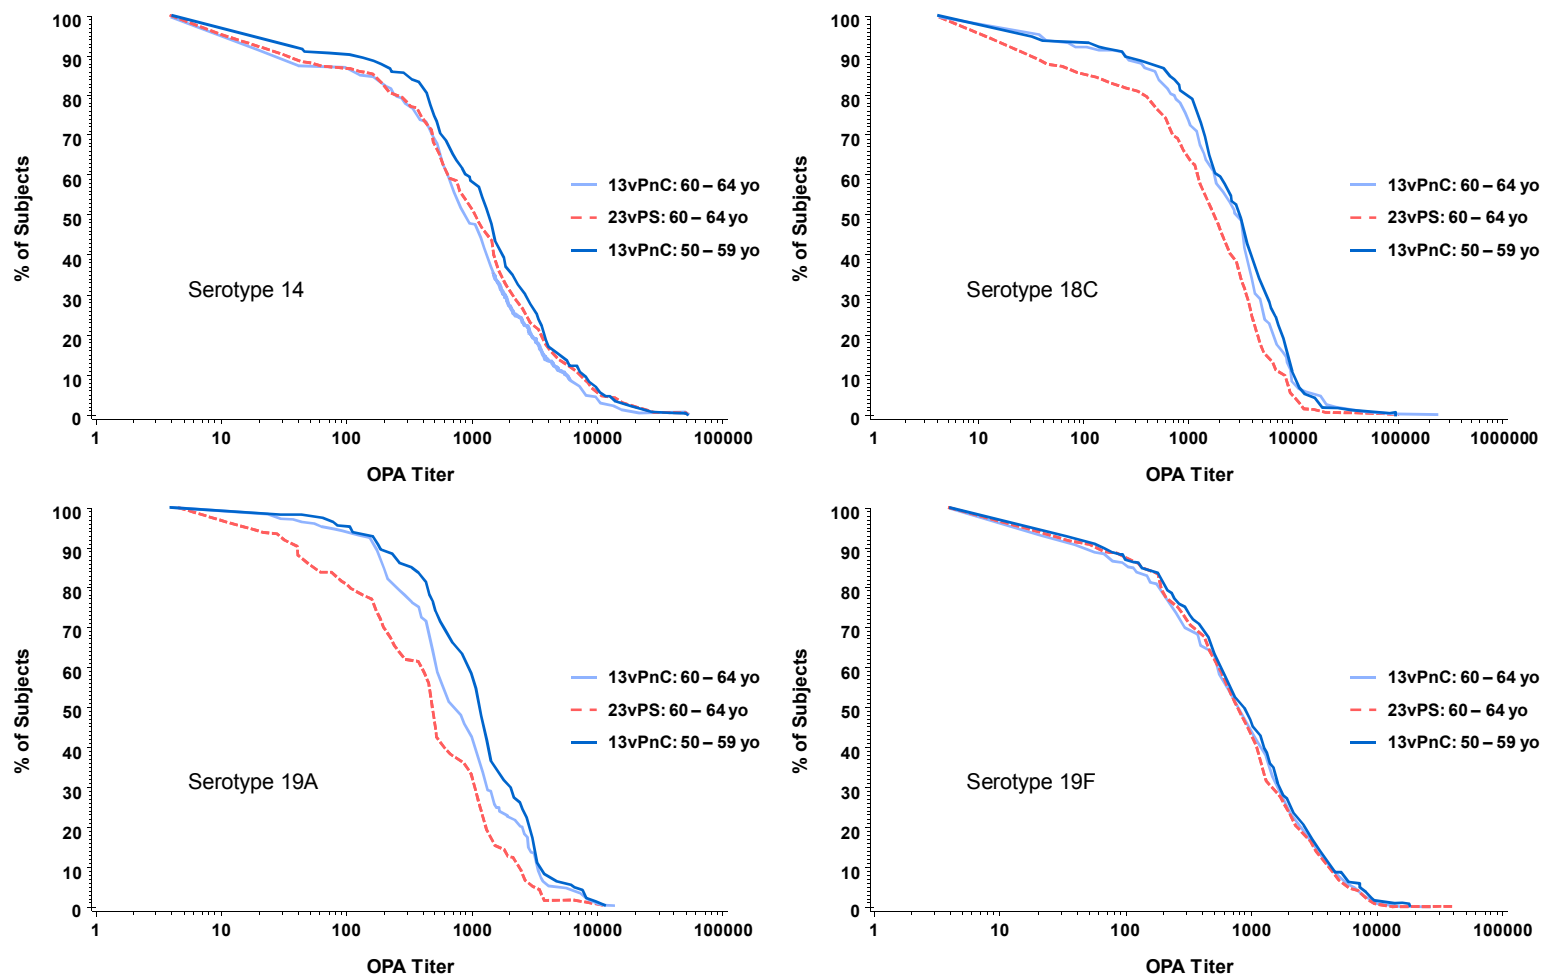 100
90
80
70
60
50
40
30
20
10
0
% of Subjects
13vPnC: 60 – 64 yo
23vPS: 60 – 64 yo
13vPnC: 50 – 59 yo
Serotype 14
1 10 100 1000 10000 100000
OPA Titer
100
90
80
70
60
50
40
30
20
10
0
% of Subjects
13vPnC: 60 – 64 yo
23vPS: 60 – 64 yo
13vPnC: 50 – 59 yo
Serotype 18C
1 10 100 1000 10000 100000 1000000
OPA Titer
100
90
80
70
60
50
40
30
20
10
0
% of Subjects
13vPnC: 60 – 64 yo
23vPS: 60 – 64 yo
13vPnC: 50 – 59 yo
Serotype 19A
1 10 100 1000 10000 100000
OPA Titer
100
90
80
70
60
50
40
30
20
10
0
% of Subjects
13vPnC: 60 – 64 yo
23vPS: 60 – 64 yo
13vPnC: 50 – 59 yo
Serotype 19F
1 10 100 1000 10000 100000
OPA Titer